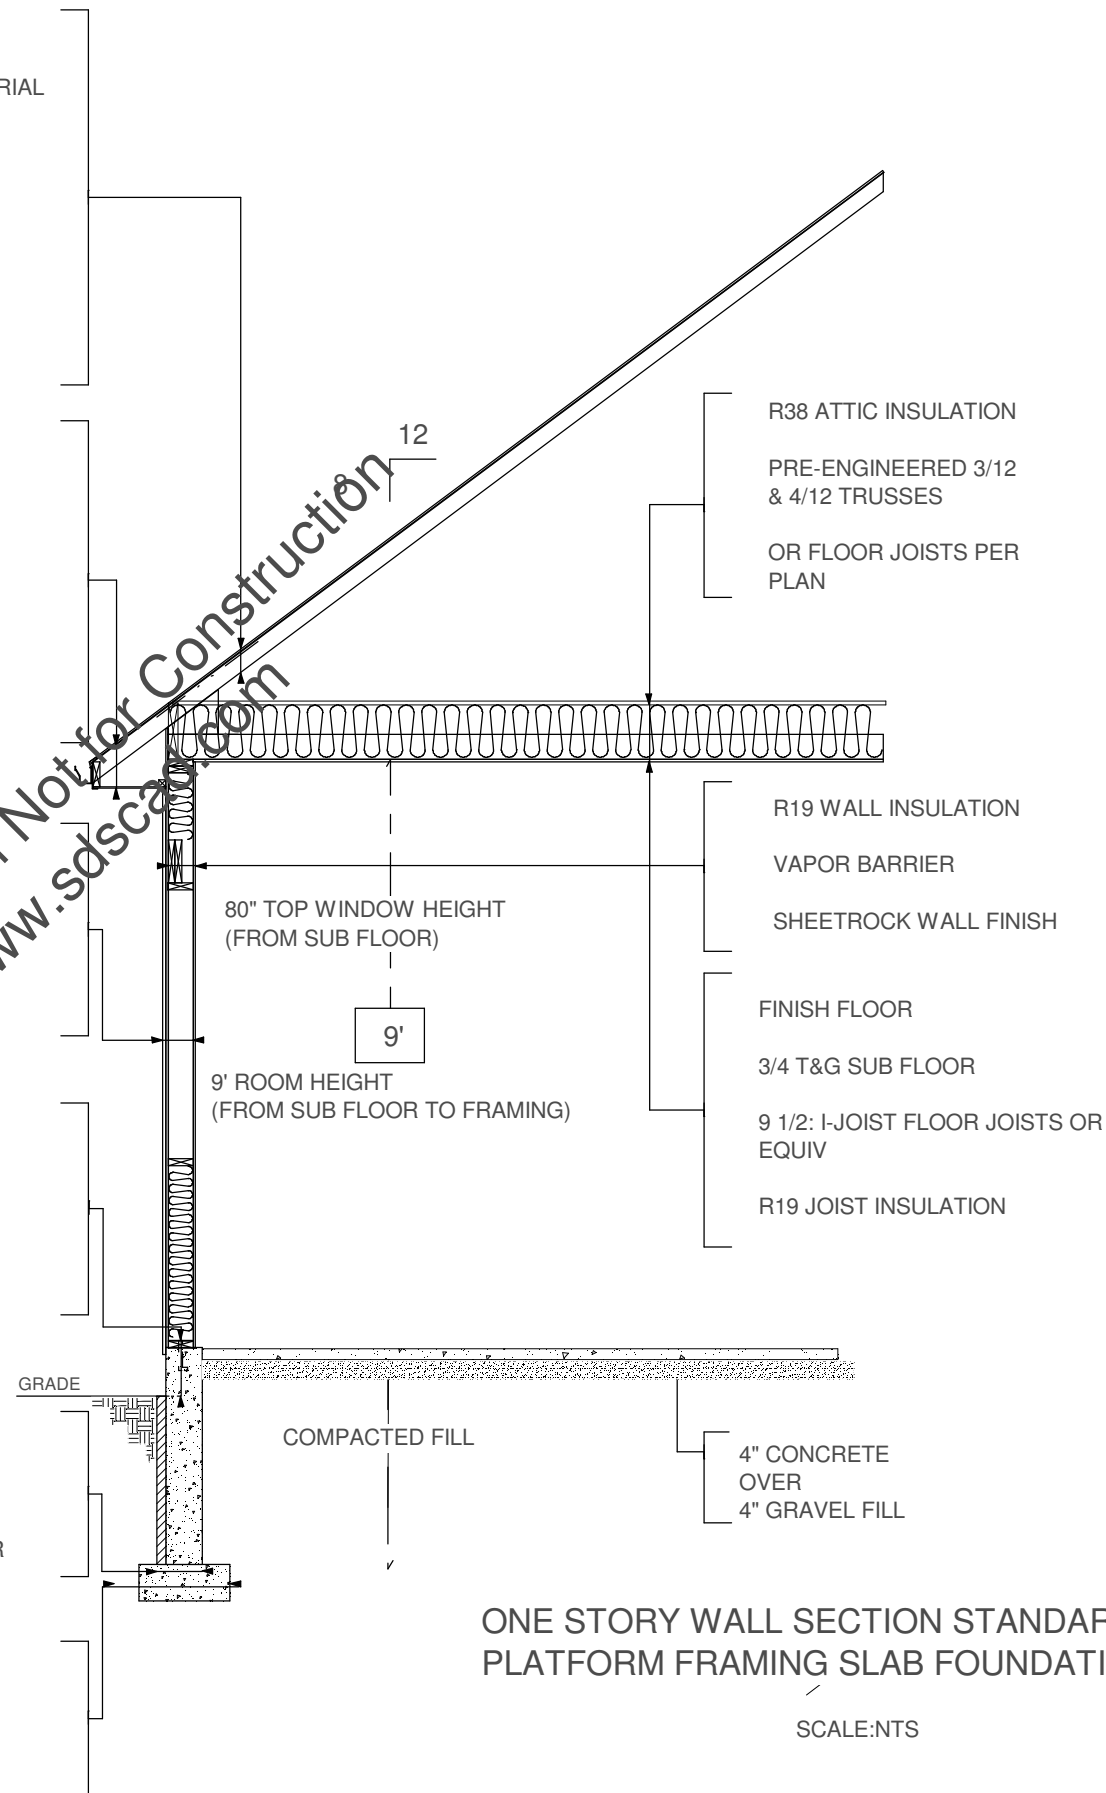 RIAL
12
8
R38 ATTIC INSULATION
PRE-ENGINEERED 3/12
& 4/12 TRUSSES
OR FLOOR JOISTS PER
PLAN
Not for Construction
www.sdscad.com
R19 WALL INSULATION
VAPOR BARRIER
SHEETROCK WALL FINISH
80" TOP WINDOW HEIGHT
(FROM SUB FLOOR)
9'
9' ROOM HEIGHT
(FROM SUB FLOOR TO FRAMING)
FINISH FLOOR
3/4 T&G SUB FLOOR
9 1/2: I-JOIST FLOOR JOISTS OR
EQUIV
R19 JOIST INSULATION
GRADE
COMPACTED FILL
4" CONCRETE
OVER
4" GRAVEL FILL
R
ONE STORY WALL SECTION STANDAR
PLATFORM FRAMING SLAB FOUNDATI
SCALE:NTS